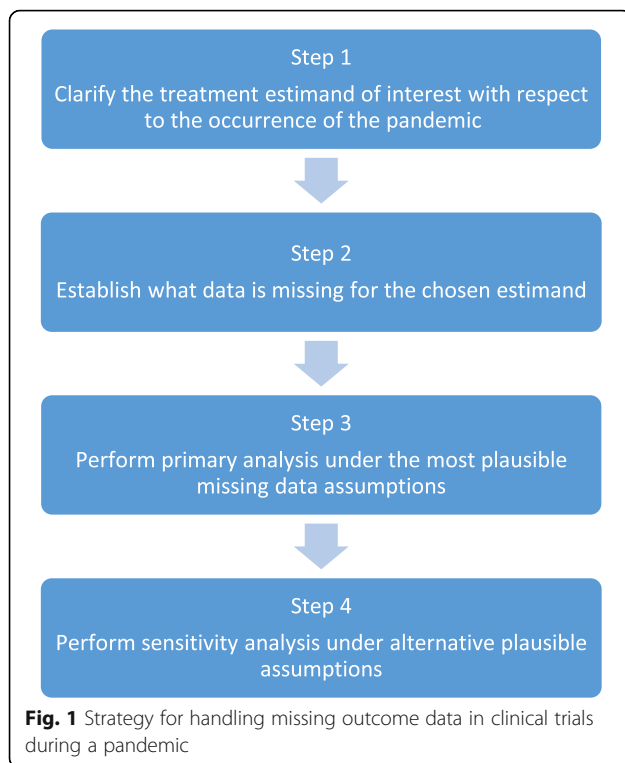 Step 1
Clarify the treatment estimand of interest with respect
to the occurrence of the pandemic
Step 2
Establish what data is missing for the chosen estimand
Step 3
Perform primary analysis under the most plausible
missing data assumptions
Step 4
Perform sensitivity analysis under alternative plausible
assumptions
Fig. 1 Strategy for handling missing outcome data in clinical trials
during a pandemic